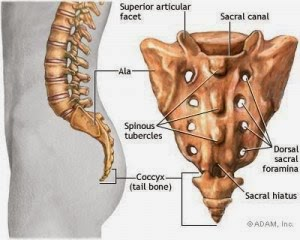 Superior articular
facet
Sacral canal
Ala
Spinous
tubercles
Dorsal
sacral
foramina
Coccyx
(tail bone)
Sacral hiatus
©ADAM, Inc.